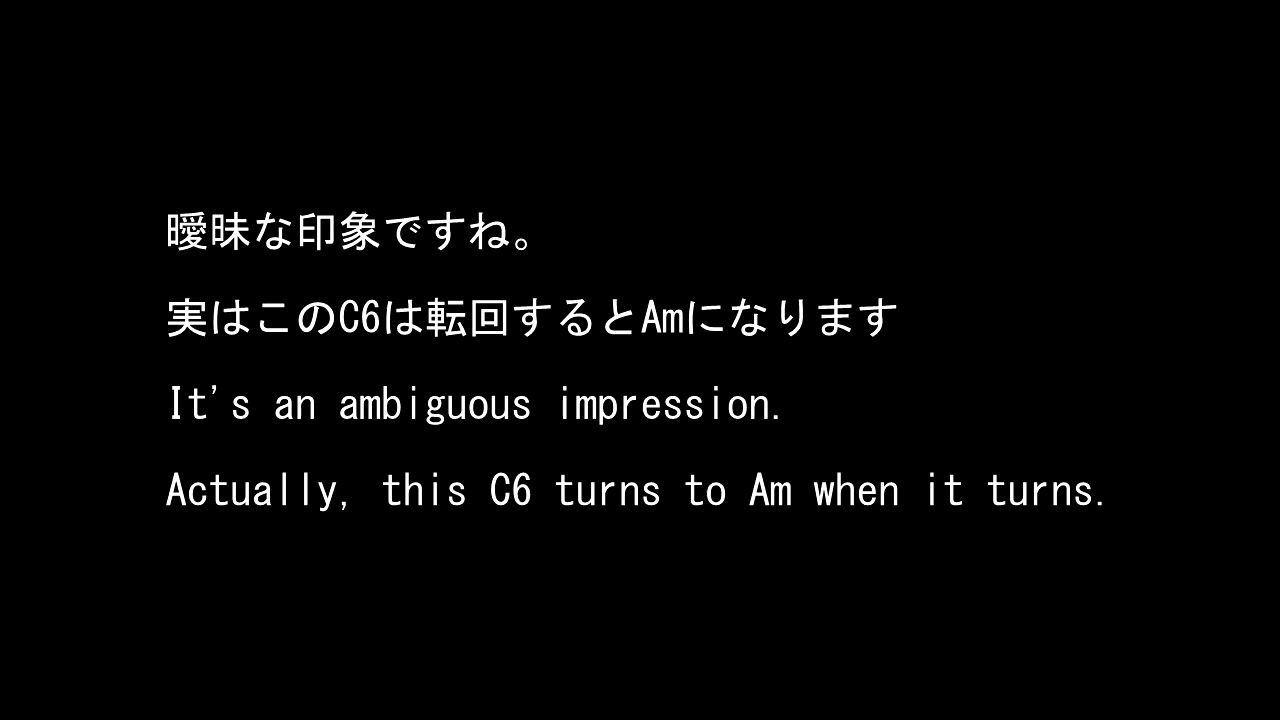 曖昧な印象ですね。
実はこのC6は転回するとAmになります
It's an ambiguous impression.
Actually, this C6 turns to Am when it turns.